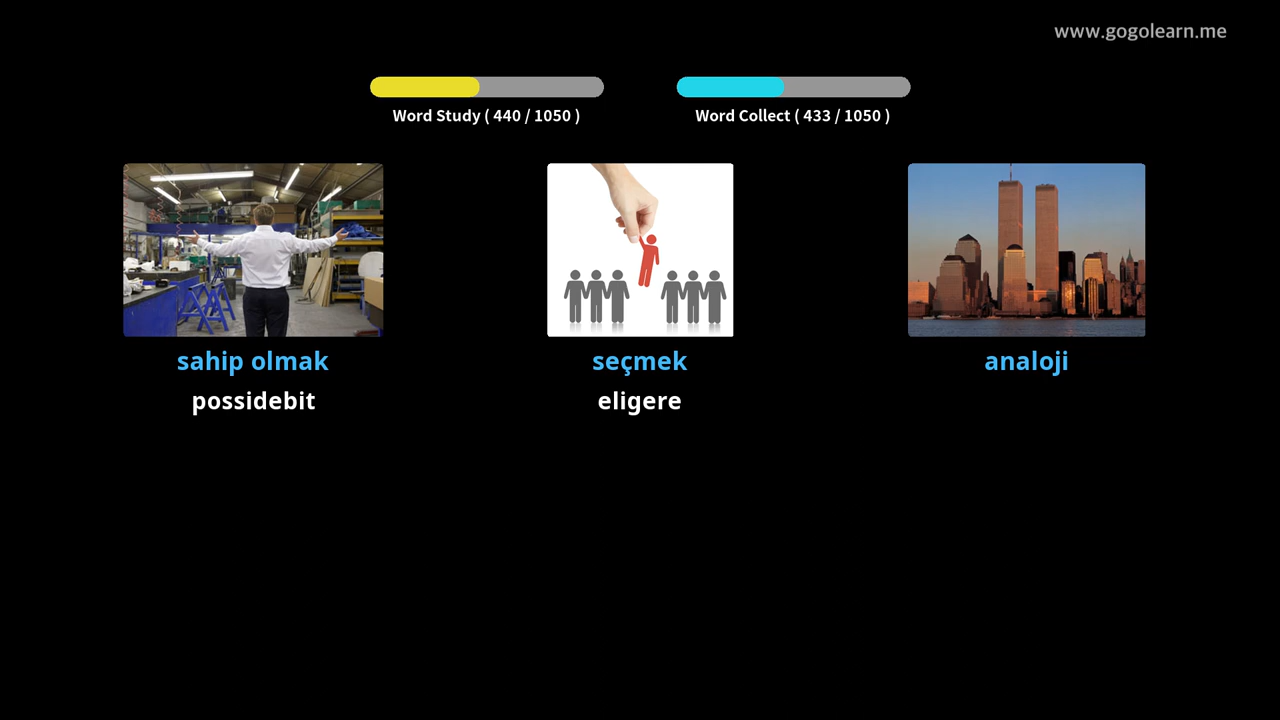 www.gogolearn.me
Word Study ( 440 / 1050 )
Word Collect ( 433 / 1050 )
sahip olmak
possidebit
seçmek
eligere
analoji